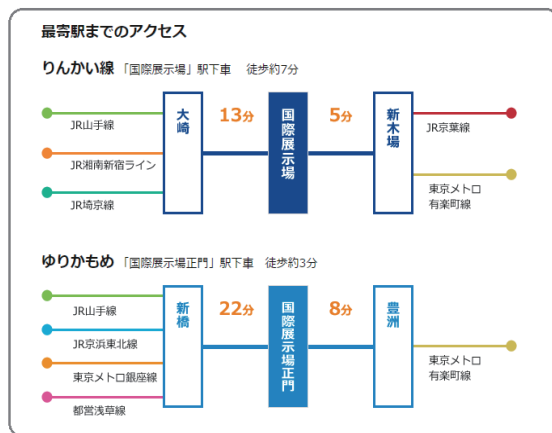 最寄駅までのアクセス
りんかい線 「国際展示場」駅下車 徒歩約7分
JR山手線
JR湘南新宿ライン
JR埼京線
大崎
13分
国際展示場
5分
新木場
JR京葉線
東京メトロ
有楽町線
ゆりかもめ 「国際展示場正門」駅下車 徒歩約3分
JR山手線
JR京浜東北線
東京メトロ銀座線
都営浅草線
新橋
22分
国際展示場正門
8分
豊洲
東京メトロ
有楽町線